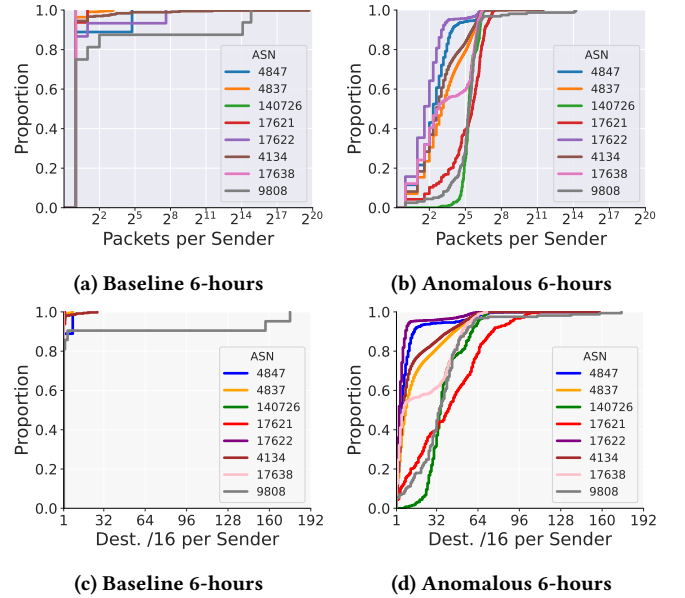 1.0
0.8
0.6
0.4
0.2
0.0
Proportion
ASN
4847
4837
140726
17621
17622
4134
17638
9808
2^2 2^5 2^8 2^11 2^14 2^17 2^20
Packets per Sender
(a) Baseline 6-hours
1.0
0.8
0.6
0.4
0.2
0.0
Proportion
ASN
4847
4837
140726
17621
17622
4134
17638
9808
2^2 2^5 2^8 2^11 2^14 2^17 2^20
Packets per Sender
(b) Anomalous 6-hours
1.0
0.8
0.6
0.4
0.2
0.0
Proportion
ASN
4847
4837
140726
17621
17622
4134
17638
9808
1 32 64 96 128 160 192
Dest. /16 per Sender
(c) Baseline 6-hours
1.0
0.8
0.6
0.4
0.2
0.0
Proportion
ASN
4847
4837
140726
17621
17622
4134
17638
9808
1 32 64 96 128 160 192
Dest. /16 per Sender
(d) Anomalous 6-hours